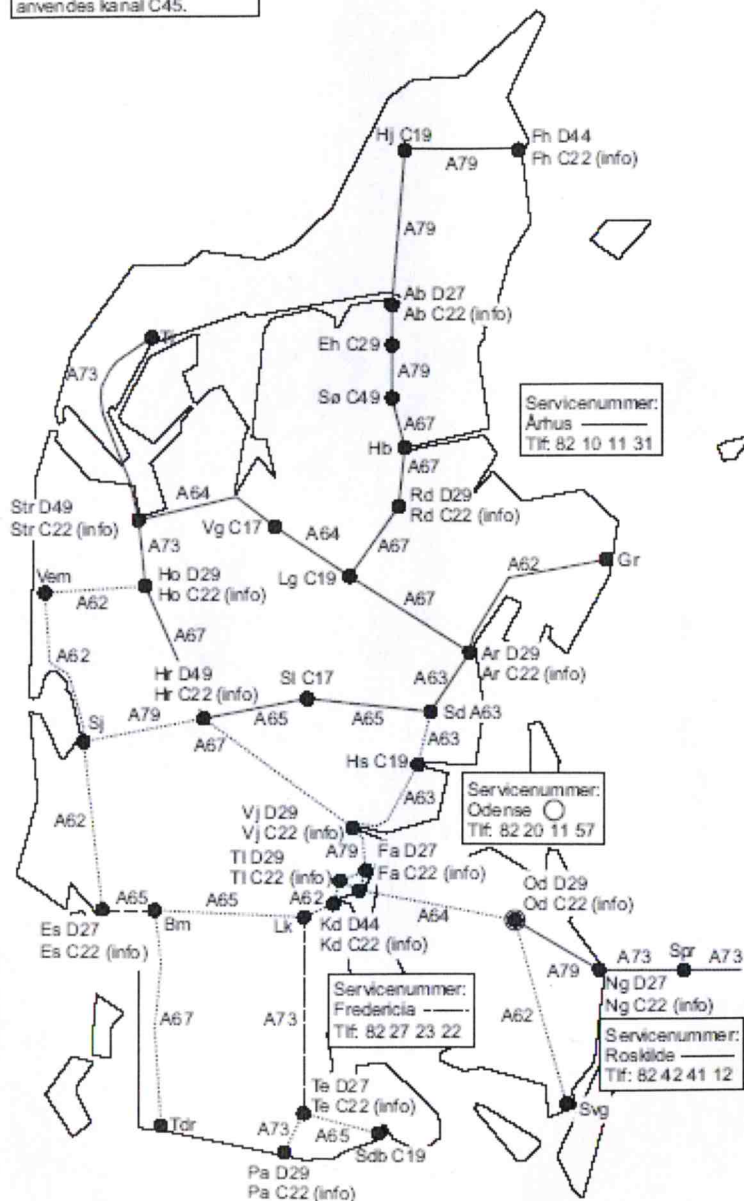 anvendes kanal C45.
Hj C19
Fh D44
Fh C22 (info)
A79
A79
Ab D27
Ab C22 (info)
Eh C29
A79
Sø C49
A67
Hb
A67
A73
Servicenummer:
Århus
Tlf: 82 10 11 31
Rd D29
Rd C22 (info)
A64
Str D49
Str C22 (info)
Vg C17
A64
A67
A73
Lg C19
A62
Gr
Vem
A62
Ho D29
Ho C22 (info)
A67
A67
A62
Ar D29
Ar C22 (info)
Hr D49
Hr C22 (info)
Sl C17
A63
Sj
A79
A65
A65
Sd A63
A67
A63
Hs C19
A62
A63
Servicenummer:
Odense
Tlf: 82 20 11 57
Vj D29
Vj C22 (info)
A79
Fa D27
Fa C22 (info)
Tl D29
Tl C22 (info)
Od D29
Od C22 (info)
A65
A65
A62
A64
Es D27
Es C22 (info)
Bm
Lk
Kd D44
Kd C22 (info)
A79
A73
Spr
A73
Ng D27
Ng C22 (info)
Servicenummer:
Fredericia
Tlf: 82 27 23 22
A67
A73
A62
Servicenummer:
Roskilde
Tlf: 82 42 41 12
Te D27
Te C22 (info)
Svg
Tdr
A73
A65
Sdb C19
Pa D29
Pa C22 (info)